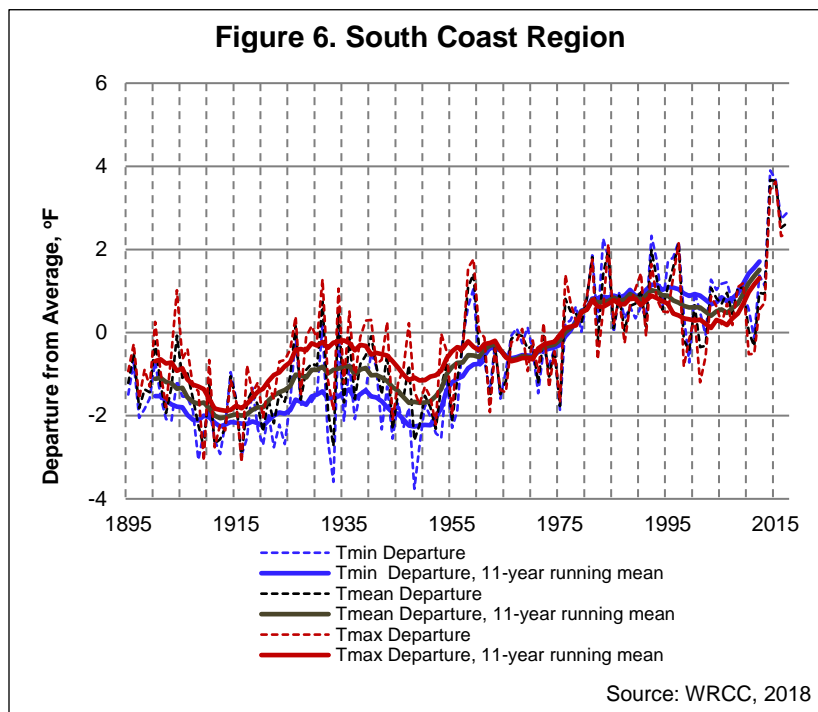 Figure 6. South Coast Region
Departure from Average, ºF
6
4
2
0
-2
-4
1895 1915 1935 1955 1975 1995 2015
Tmin Departure
Tmin Departure, 11-year running mean
Tmean Departure
Tmean Departure, 11-year running mean
Tmax Departure
Tmax Departure, 11-year running mean
Source: WRCC, 2018